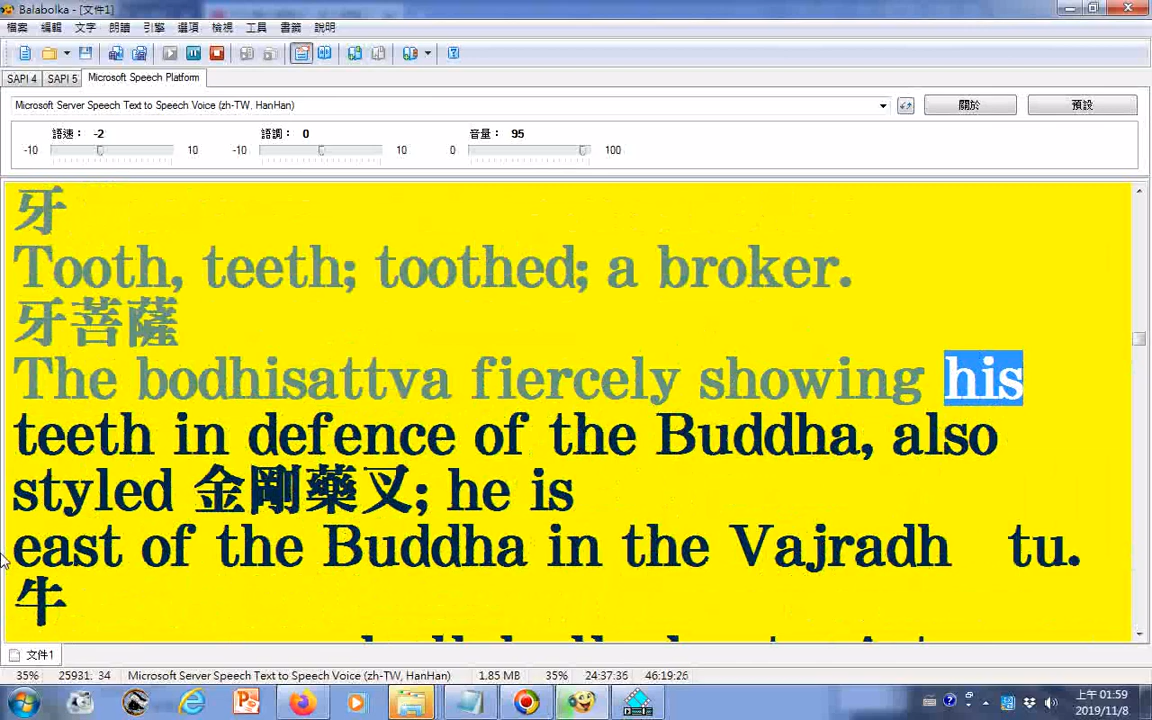 Balabolka - [文件1]
檔案 編輯 文字 朗讀 引擎 選項 檢視 工具 書籤 說明
SAPI 4 SAPI 5 Microsoft Speech Platform
Microsoft Server Speech Text to Speech Voice (zh-TW, HanHan) 關於 預設
語速： -2 語調： 0 音量： 95
-10 10 -10 10 0 100
牙
Tooth, teeth; toothed; a broker.
牙菩薩
The bodhisattva fiercely showing his
teeth in defence of the Buddha, also
styled 金剛藥叉; he is
east of the Buddha in the Vajradh tu.
牛
文件1
35% 25931: 34 Microsoft Server Speech Text to Speech Voice (zh-TW, HanHan) 1.85 MB 35% 24:37:36 46:19:26
上午 01:59
2019/11/8